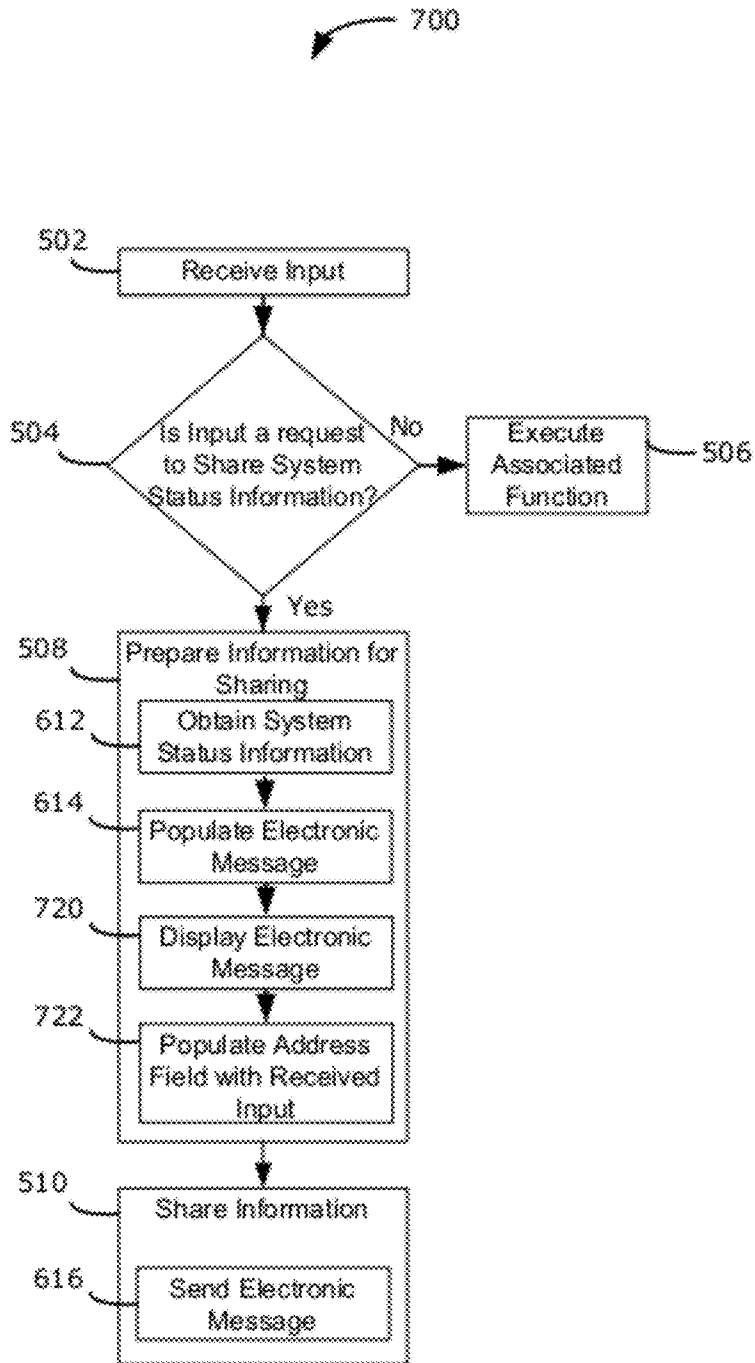 700
502
Receive Input
504
Is Input a request
to Share System
Status Information?
No
Execute
Associated
Function
506
Yes
508
Prepare Information for
Sharing
612
Obtain System
Status Information
614
Populate Electronic
Message
720
Display Electronic
Message
722
Populate Address
Field with Received
Input
510
Share Information
616
Send Electronic
Message